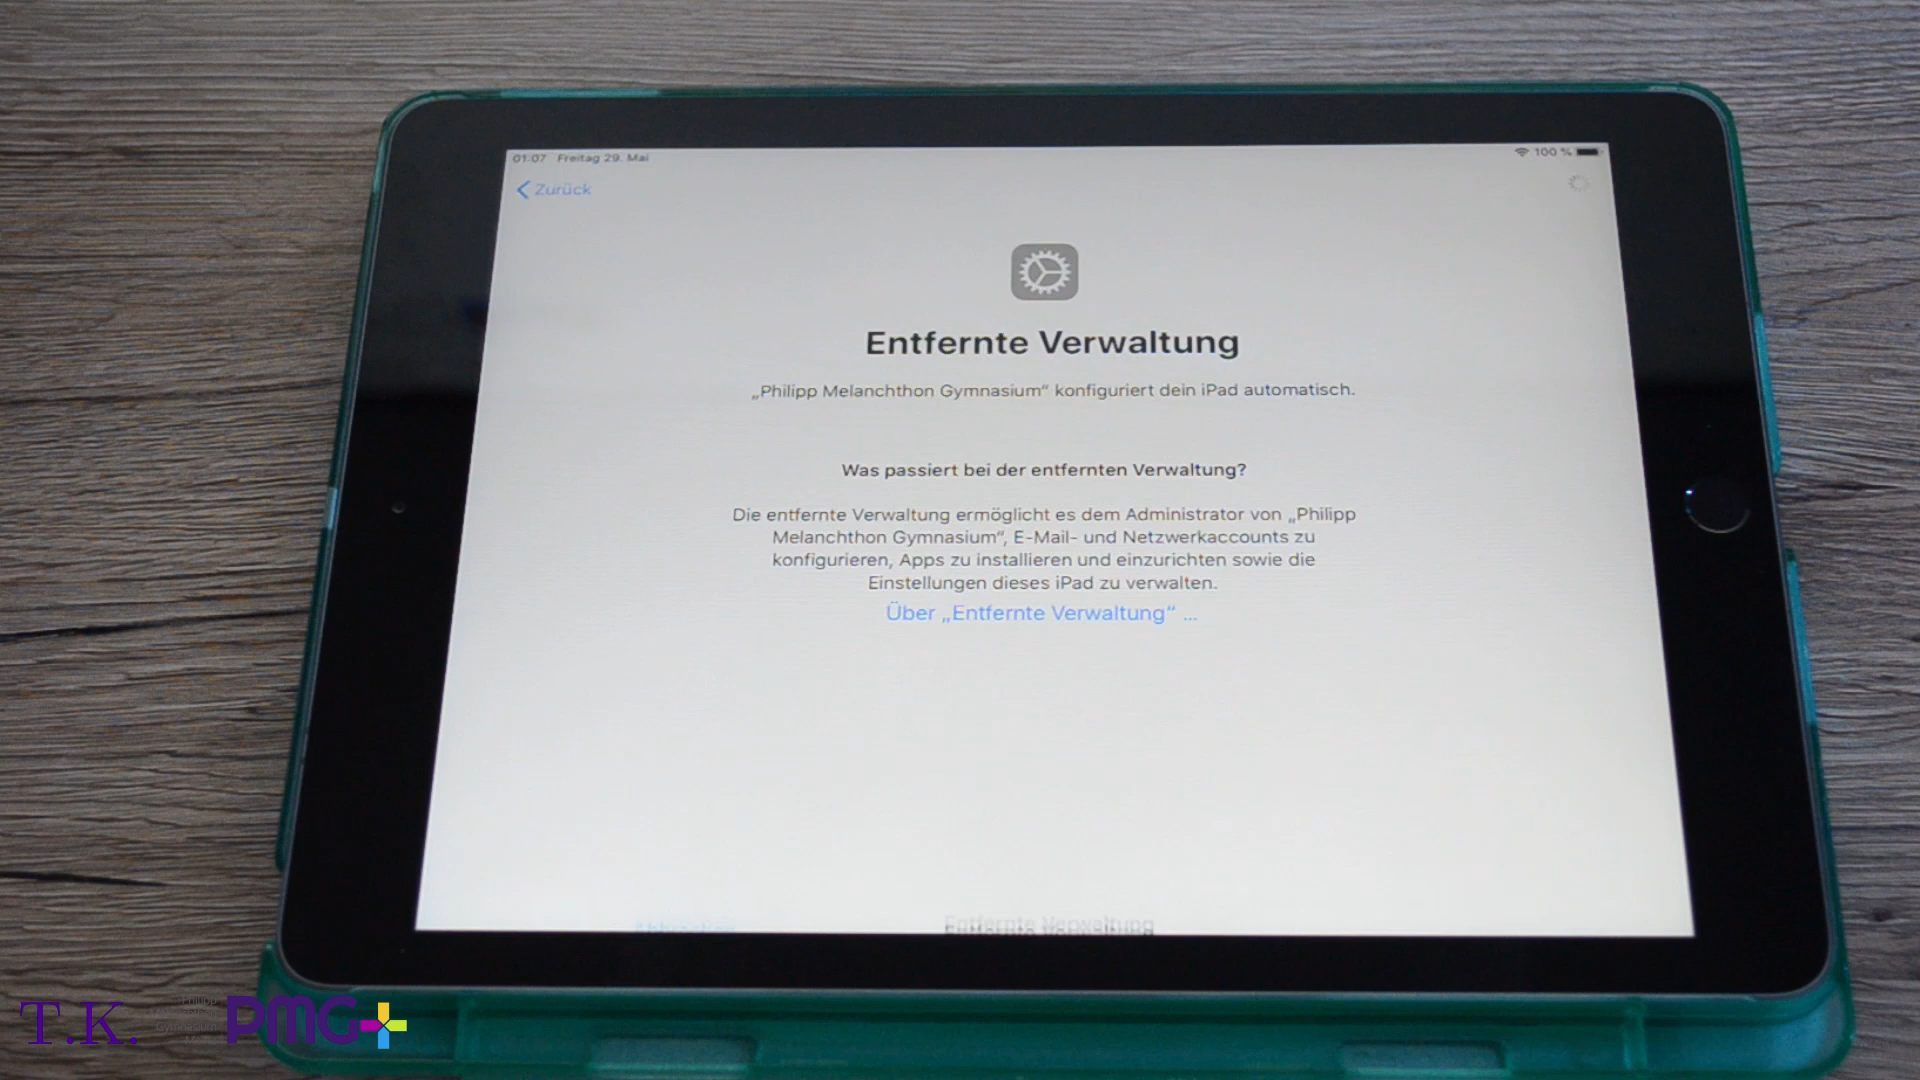 01:07 Freitag 29. Mai
100 %
Zurück
Entfernte Verwaltung
„Philipp Melanchthon Gymnasium“ konfiguriert dein iPad automatisch.
Was passiert bei der entfernten Verwaltung?
Die entfernte Verwaltung ermöglicht es dem Administrator von „Philipp
Melanchthon Gymnasium“, E-Mail- und Netzwerkaccounts zu
konfigurieren, Apps zu installieren und einzurichten sowie die
Einstellungen dieses iPad zu verwalten.
Über „Entfernte Verwaltung“ ...
Entfernte Verwaltung
T.K.
Philipp
Gymnasium
PMG+